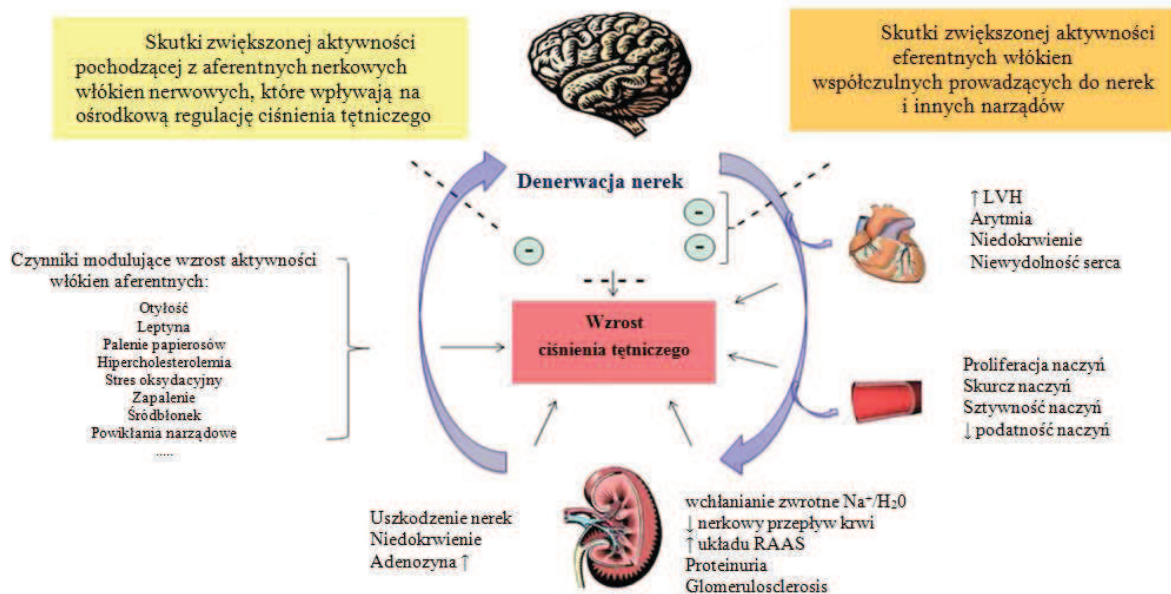 Skutki zwiększonej aktywności
pochodzącej z aferentnych nerkowych
włókien nerwowych, które wpływają na
ośrodkową regulację ciśnienia tętniczego
Skutki zwiększonej aktywności
eferentnych włókien
współczulnych prowadzących do nerek
i innych narządów
Denerwacja nerek
-
-
-
↑ LVH
Arytmia
Niedokrwienie
Niewydolność serca
Czynniki modulujące wzrost aktywności
włókien aferentnych:
Otyłość
Leptyna
Palenie papierosów
Hipercholesterolemia
Stres oksydacyjny
Zapalenie
Śródbłonek
Powikłania narządowe
.....
Wzrost
ciśnienia tętniczego
Proliferacja naczyń
Skurcz naczyń
Sztywność naczyń
↓ podatność naczyń
Uszkodzenie nerek
Niedokrwienie
Adenozyna ↑
wchłanianie zwrotne Na⁺/H₂0
↓ nerkowy przepływ krwi
↑ układu RAAS
Proteinuria
Glomerulosclerosis